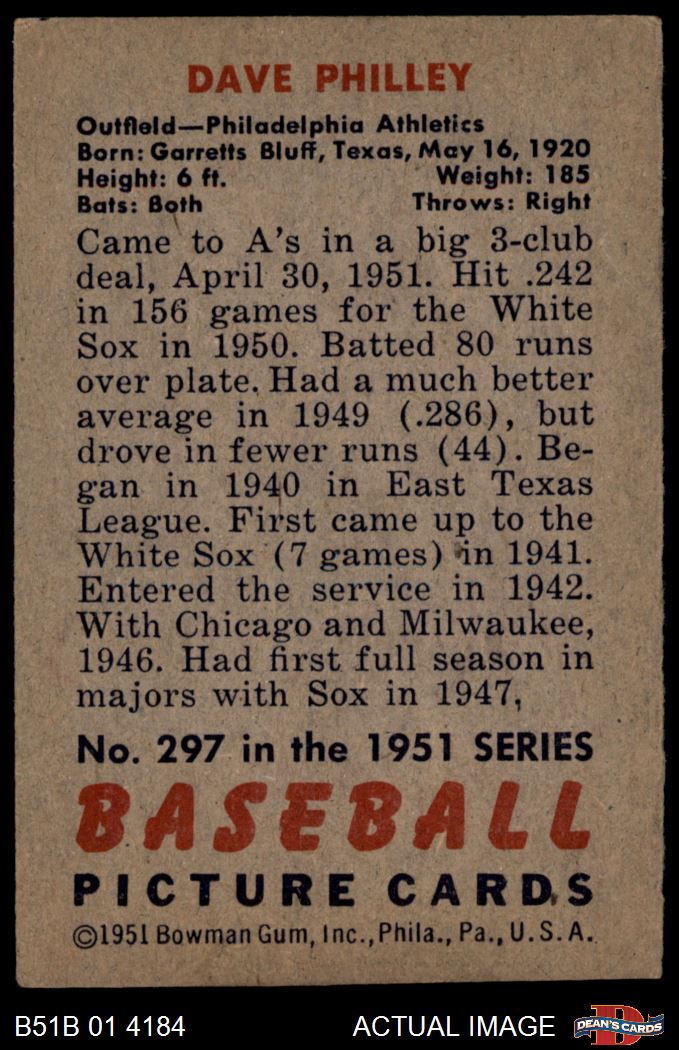 DAVE PHILLEY
Outfield—Philadelphia Athletics
Born: Garretts Bluff, Texas, May 16, 1920
Height: 6 ft. Weight: 185
Bats: Both Throws: Right
Came to A's in a big 3-club
deal, April 30, 1951. Hit .242
in 156 games for the White
Sox in 1950. Batted 80 runs
over plate. Had a much better
average in 1949 (.286), but
drove in fewer runs (44). Be-
gan in 1940 in East Texas
League. First came up to the
White Sox (7 games) in 1941.
Entered the service in 1942.
With Chicago and Milwaukee,
1946. Had first full season in
majors with Sox in 1947,
No. 297 in the 1951 SERIES
BASEBALL
PICTURE CARDS
©1951 Bowman Gum, Inc., Phila., Pa., U.S.A.
B51B 01 4184 ACTUAL IMAGE
D
DEAN'S CARDS